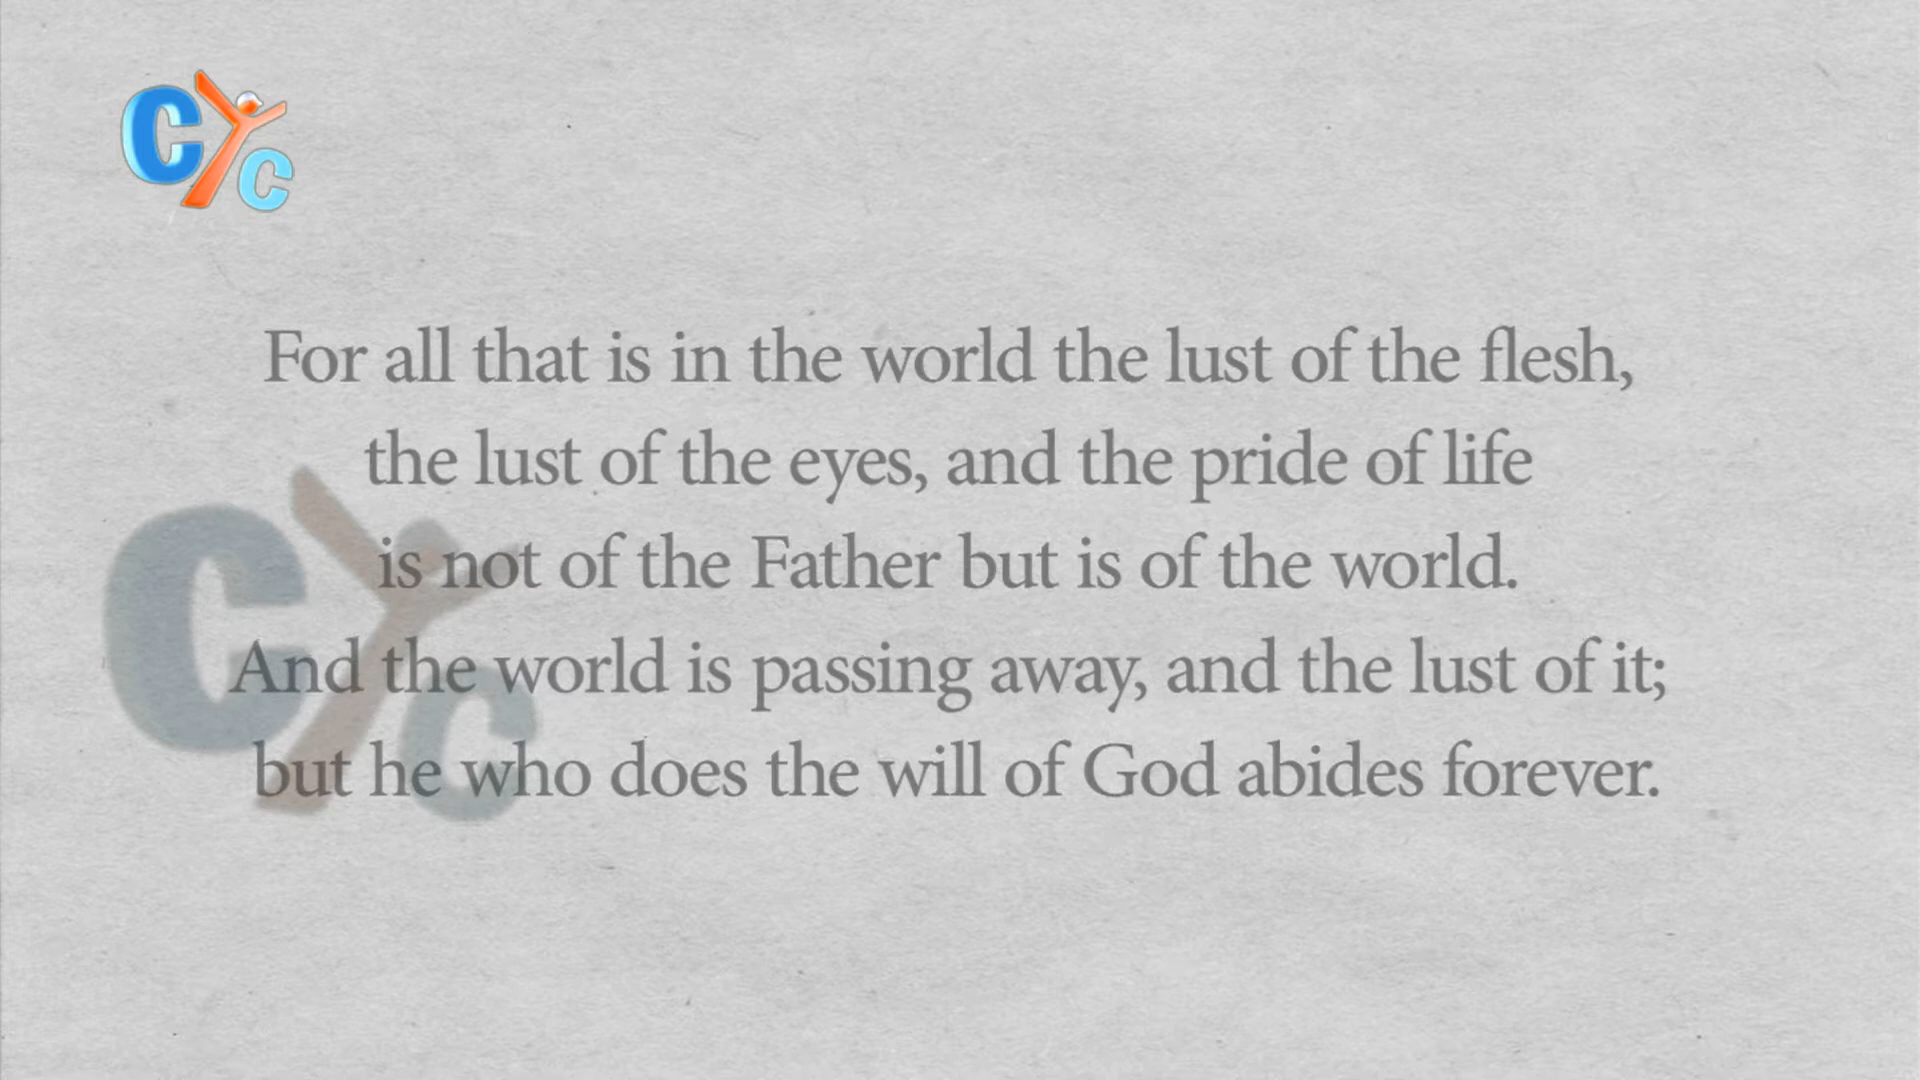 CYC
For all that is in the world the lust of the flesh,
the lust of the eyes, and the pride of life
is not of the Father but is of the world.
And the world is passing away, and the lust of it;
but he who does the will of God abides forever.
CYC